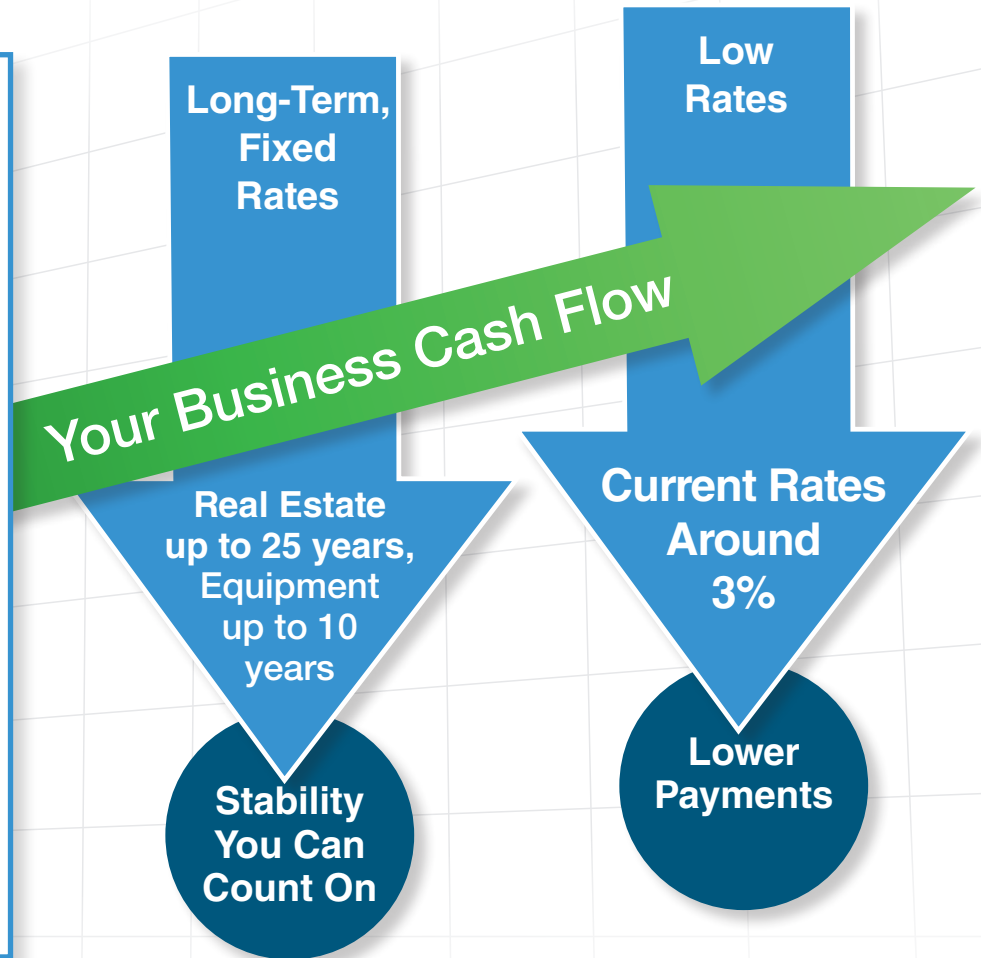 Long-Term,
Fixed
Rates
Low
Rates
Your Business Cash Flow
Real Estate
up to 25 years,
Equipment
up to 10
years
Current Rates
Around
3%
Stability
You Can
Count On
Lower
Payments